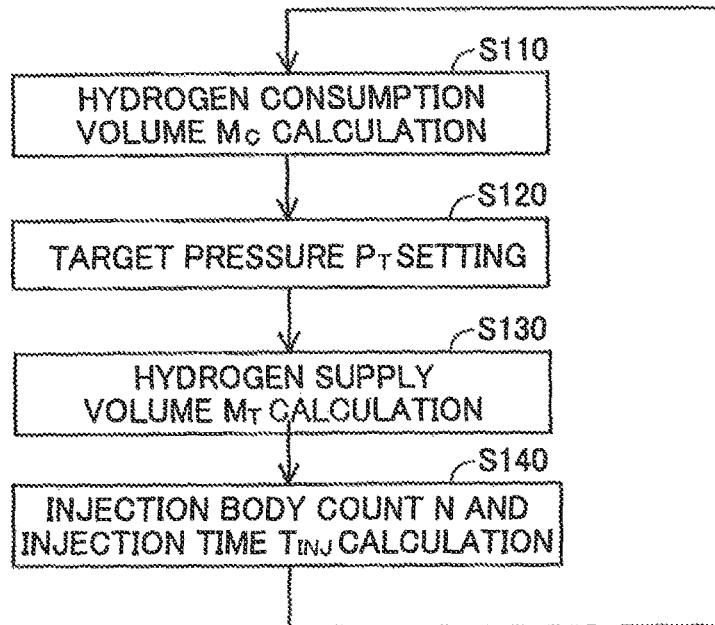 S110
HYDROGEN CONSUMPTION
VOLUME MC CALCULATION
S120
TARGET PRESSURE PT SETTING
S130
HYDROGEN SUPPLY
VOLUME MT CALCULATION
S140
INJECTION BODY COUNT N AND
INJECTION TIME TINJ CALCULATION